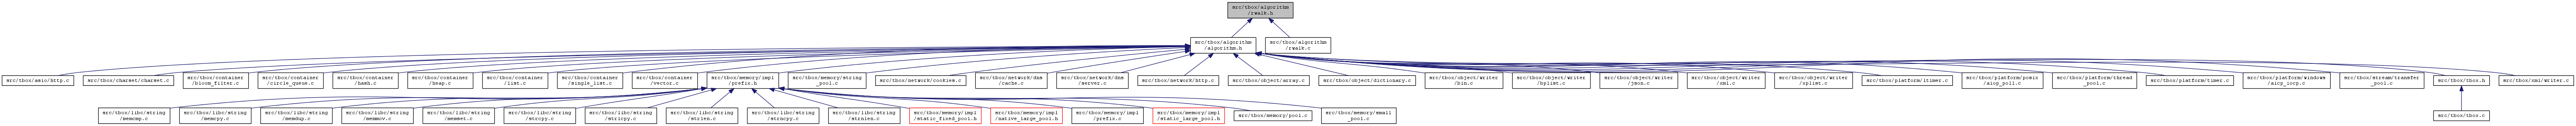 src/tbox/algorithm
/rwalk.h
src/tbox/algorithm
/algorithm.h
src/tbox/algorithm
/rwalk.c
src/tbox/asio/http.c
src/tbox/charset/charset.c
src/tbox/container
/bloom_filter.c
src/tbox/container
/circle_queue.c
src/tbox/container
/hash.c
src/tbox/container
/heap.c
src/tbox/container
/list.c
src/tbox/container
/single_list.c
src/tbox/container
/vector.c
src/tbox/memory/impl
/prefix.h
src/tbox/memory/string
_pool.c
src/tbox/network/cookies.c
src/tbox/network/dns
/cache.c
src/tbox/network/dns
/server.c
src/tbox/network/http.c
src/tbox/object/array.c
src/tbox/object/dictionary.c
src/tbox/object/writer
/bin.c
src/tbox/object/writer
/bplist.c
src/tbox/object/writer
/json.c
src/tbox/object/writer
/xml.c
src/tbox/object/writer
/xplist.c
src/tbox/platform/ltimer.c
src/tbox/platform/posix
/aicp_poll.c
src/tbox/platform/thread
_pool.c
src/tbox/platform/timer.c
src/tbox/platform/windows
/aicp_iocp.c
src/tbox/stream/transfer
_pool.c
src/tbox/tbox.h
src/tbox/xml/writer.c
src/tbox/libc/string
/memcmp.c
src/tbox/libc/string
/memcpy.c
src/tbox/libc/string
/memdup.c
src/tbox/libc/string
/memmov.c
src/tbox/libc/string
/memset.c
src/tbox/libc/string
/strcpy.c
src/tbox/libc/string
/strlcpy.c
src/tbox/libc/string
/strlen.c
src/tbox/libc/string
/strncpy.c
src/tbox/libc/string
/strnlen.c
src/tbox/memory/impl
/static_fixed_pool.h
src/tbox/memory/impl
/native_large_pool.h
src/tbox/memory/impl
/prefix.c
src/tbox/memory/impl
/static_large_pool.h
src/tbox/memory/pool.c
src/tbox/memory/small
_pool.c
src/tbox/tbox.c